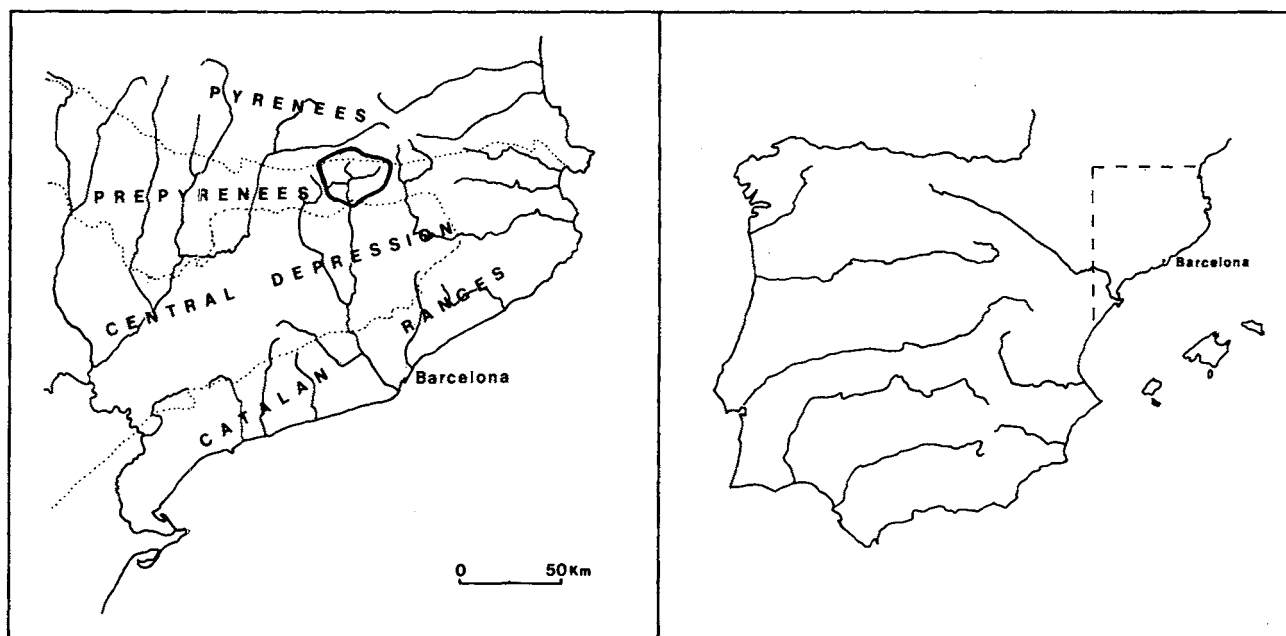 PYRENEES
PREPYRENEES
CENTRAL DEPRESSION
CATALAN RANGES
Barcelona
0 50Km
Barcelona